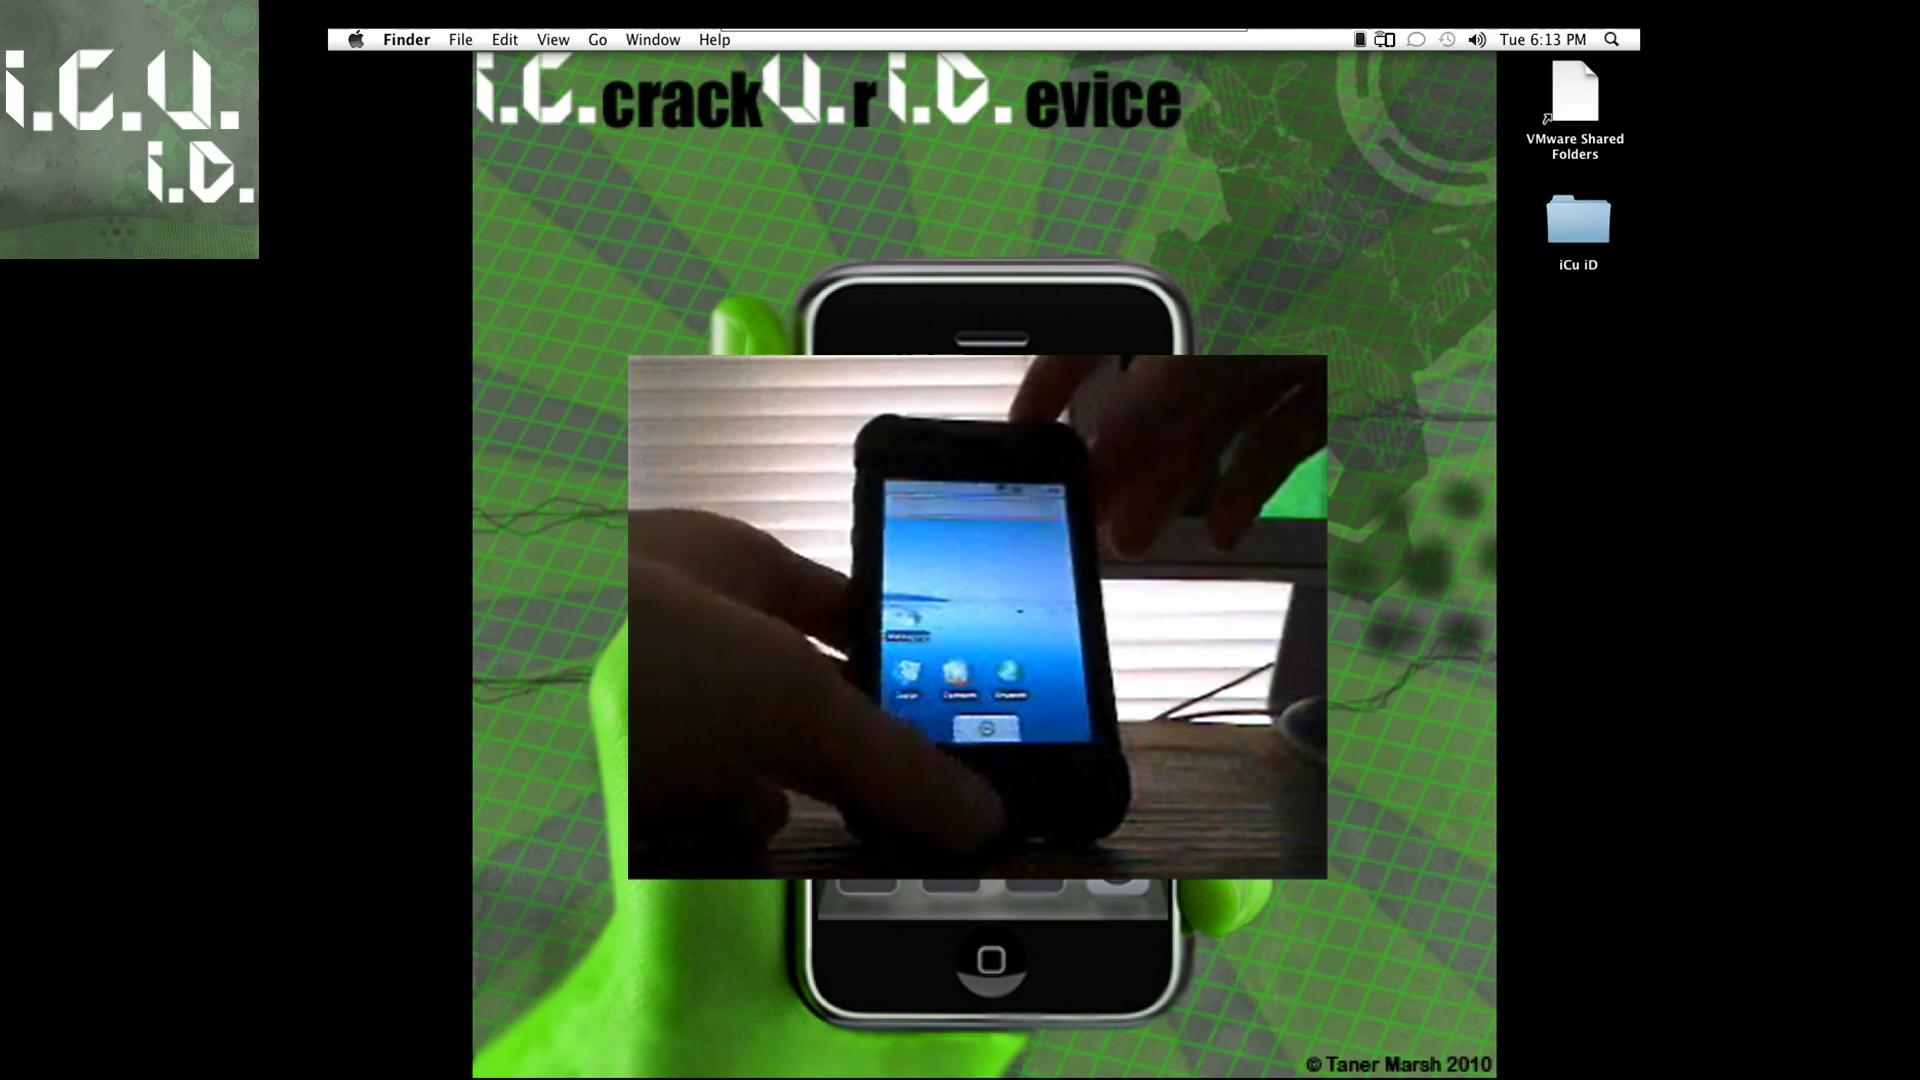 i.C.U.
i.D.
Finder File Edit View Go Window Help
Tue 6:13 PM
i.C.crackU.r i.D.evice
VMware Shared
Folders
iCu iD
© Taner Marsh 2010